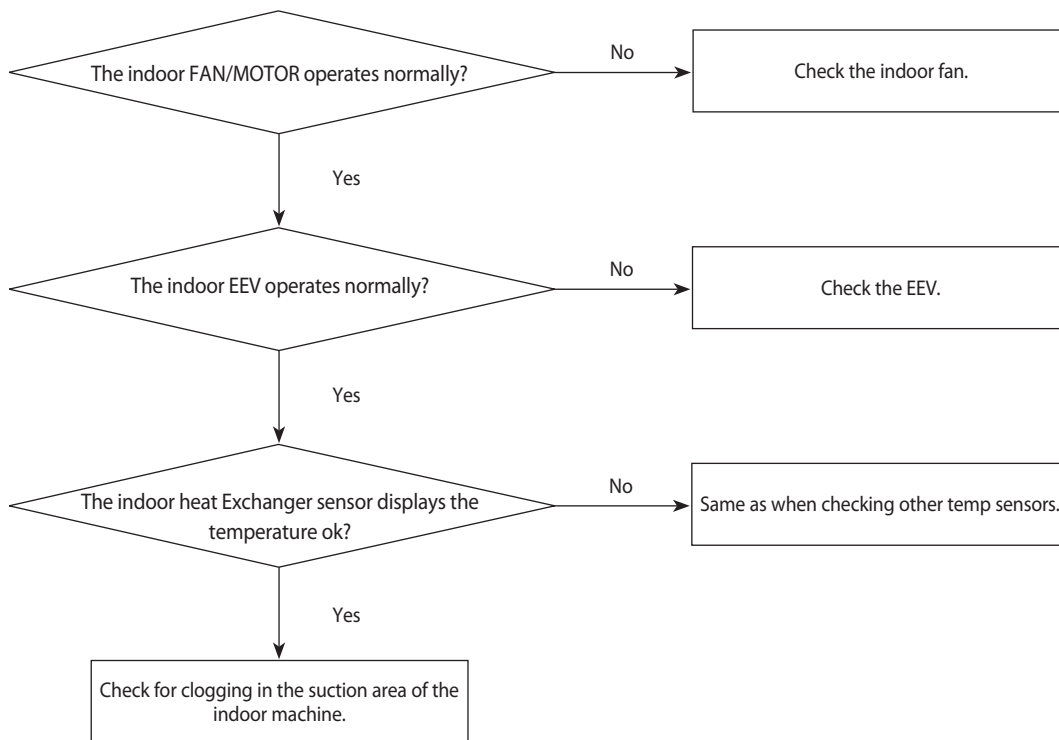 The indoor FAN/MOTOR operates normally?
No
Check the indoor fan.
Yes
The indoor EEV operates normally?
No
Check the EEV.
Yes
The indoor heat Exchanger sensor displays the
temperature ok?
No
Same as when checking other temp sensors.
Yes
Check for clogging in the suction area of the
indoor machine.